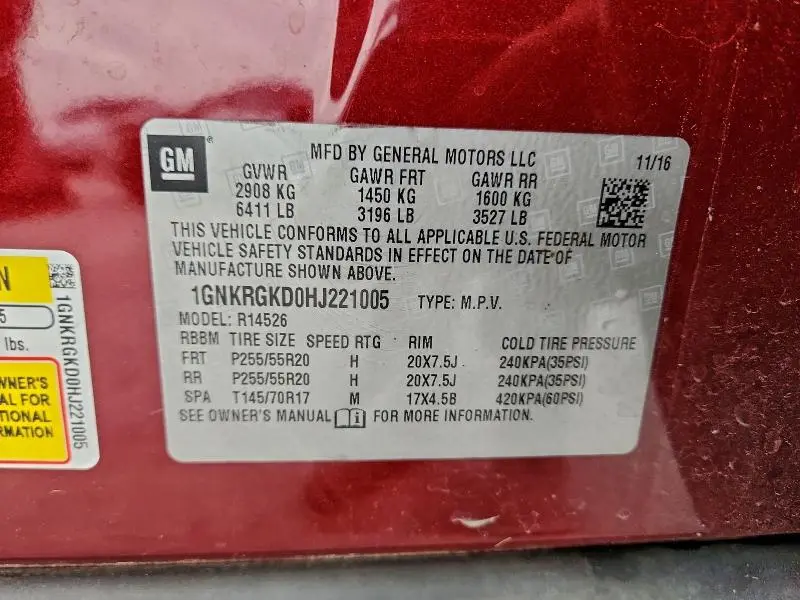 GM
MFD BY GENERAL MOTORS LLC 11/16
GVWR GAWR FRT GAWR RR
2908 KG 1450 KG 1600 KG
6411 LB 3196 LB 3527 LB
THIS VEHICLE CONFORMS TO ALL APPLICABLE U.S. FEDERAL MOTOR
VEHICLE SAFETY STANDARDS IN EFFECT ON THE DATE OF
MANUFACTURE SHOWN ABOVE.
1GNKRGKD0HJ221005 TYPE: M.P.V.
MODEL: R14526
RBBM TIRE SIZE SPEED RTG RIM COLD TIRE PRESSURE
FRT P255/55R20 H 20X7.5J 240KPA(35PSI)
RR P255/55R20 H 20X7.5J 240KPA(35PSI)
SPA T145/70R17 M 17X4.5B 420KPA(60PSI)
SEE OWNER'S MANUAL i FOR MORE INFORMATION.
N
5
lbs.
WNER'S
AL FOR
TIONAL
RMATION
1GNKRGKD0HJ221005